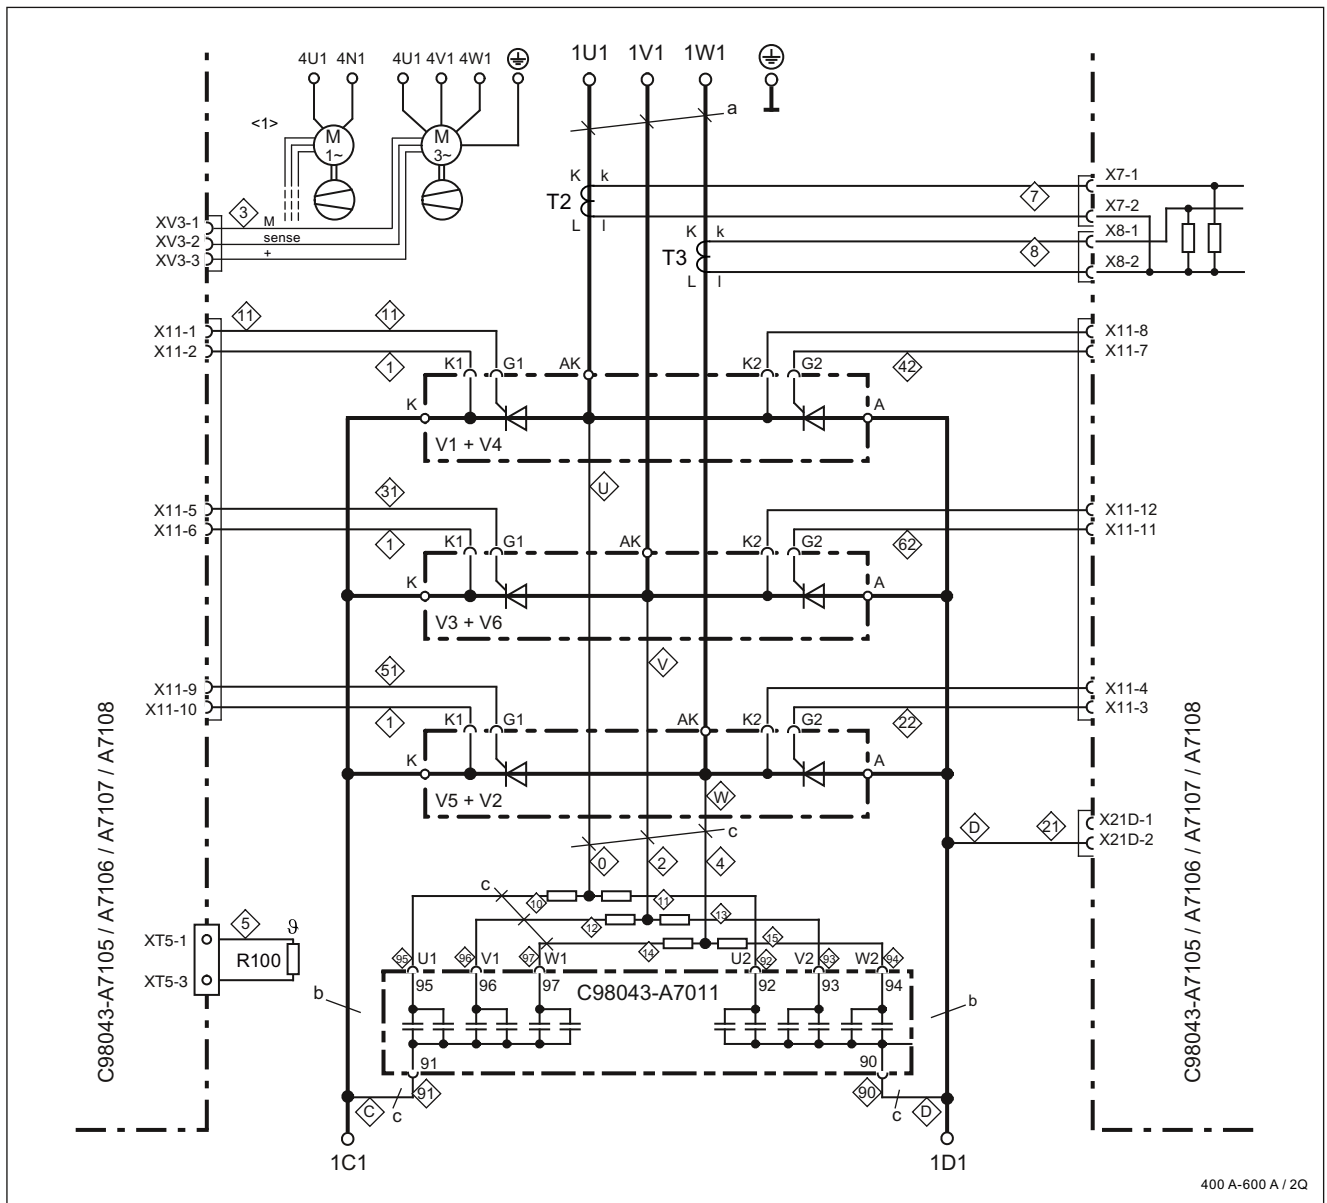 4U1 4N1 4U1 4V1 4W1 1U1 1V1 1W1
a
<1> M 1~ M 3~
K k
T2
L l
7
X7-1
X7-2
K k
T3
L l
8
X8-1
X8-2
XV3-1 3 M
XV3-2 sense
XV3-3 +
X11-1 11 11
X11-2 1
X11-8
X11-7 42
K1 G1 AK K2 G2
K A
V1 + V4
U
X11-5 31
X11-6 1
X11-12
X11-11 62
K1 G1 AK K2 G2
K A
V3 + V6
V
X11-9 51
X11-10 1
X11-4
X11-3 22
K1 G1 AK K2 G2
K A
V5 + V2
W
D 21 X21D-1
X21D-2
c
0 2 4
c
10 11
12 13
14 15
95 U1 96 V1 97 W1 U2 92 V2 93 W2 94
95 96 97 C98043-A7011 92 93 94
XT5-1 5 ϑ
R100
XT5-3
b b
91 90
91 90
C c c D
1C1 1D1
C98043-A7105 / A7106 / A7107 / A7108
C98043-A7105 / A7106 / A7107 / A7108
400 A-600 A / 2Q